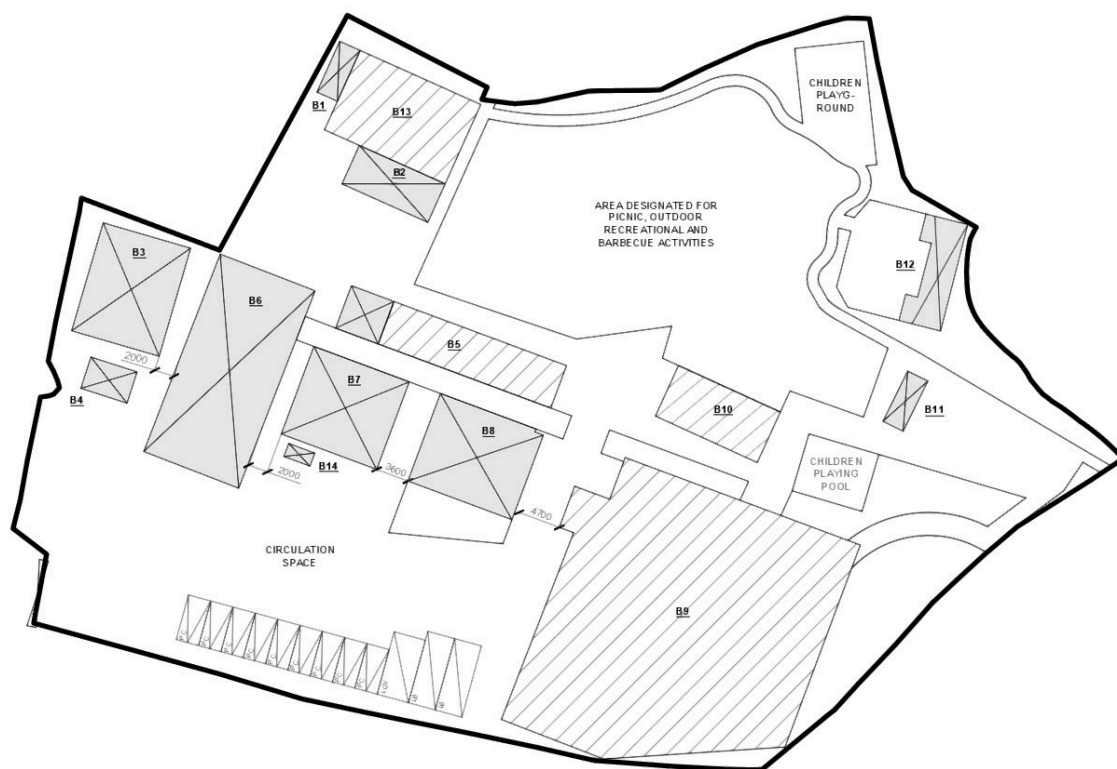 CHILDREN
PLAYG-
ROUND
B1
B13
B2
AREA DESIGNATED FOR
PICNIC, OUTDOOR
RECREATIONAL AND
BARBECUE ACTIVITIES
B3
B12
B6
B5
2000
B4
B7
B10
B11
B8
B14
2000
3600
CHILDREN
PLAYING
POOL
4700
CIRCULATION
SPACE
B9
P.C
P.C
P.C
P.C
P.C
P.C
P.C
P.C
P.C
LGV